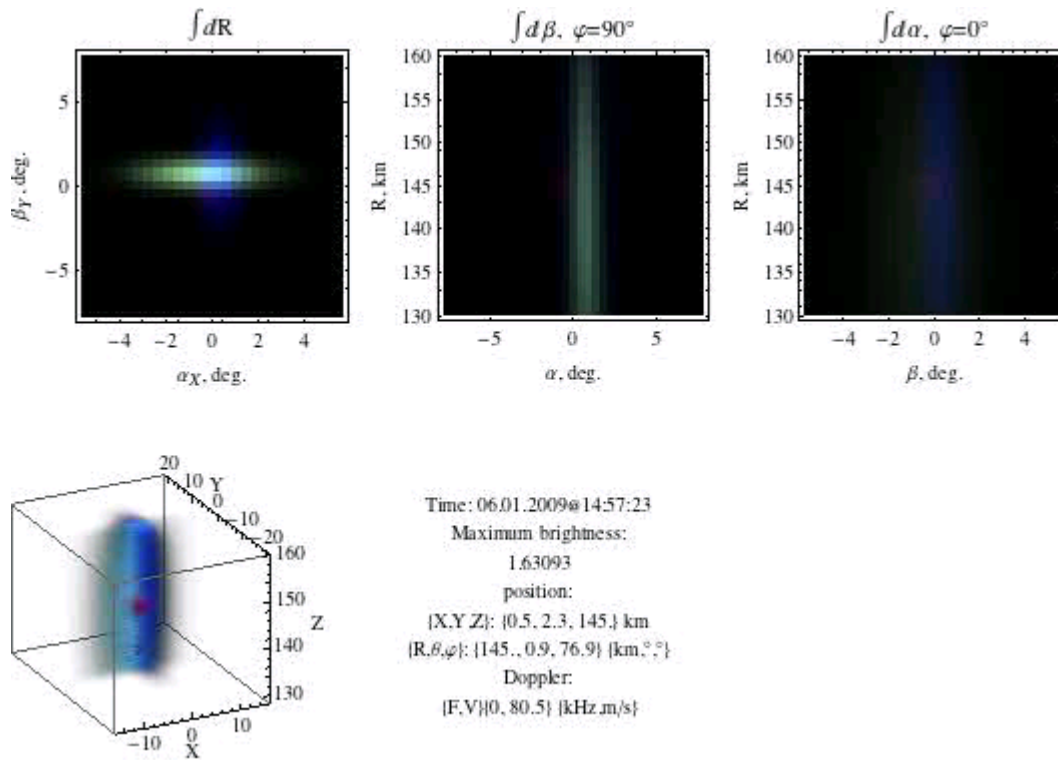 ∫dR
5
0
−5
β_Y, deg.
−4 −2 0 2 4
α_X, deg.
∫dβ, φ=90°
160
155
150
145
140
135
130
R, km
−5 0 5
α, deg.
∫dα, φ=0°
160
155
150
145
140
135
130
R, km
−4 −2 0 2 4
β, deg.
20
10
Y
0
−10
−20
160
150
Z
140
130
−10 0 10
X
Time: 06.01.2009@14:57:23
Maximum brightness:
1.63093
position:
{X,Y,Z}: {0.5, 2.3, 145.} km
{R,θ,φ}: {145., 0.9, 76.9} {km,°,°}
Doppler:
{F,V}{0, 80.5} {kHz,m/s}